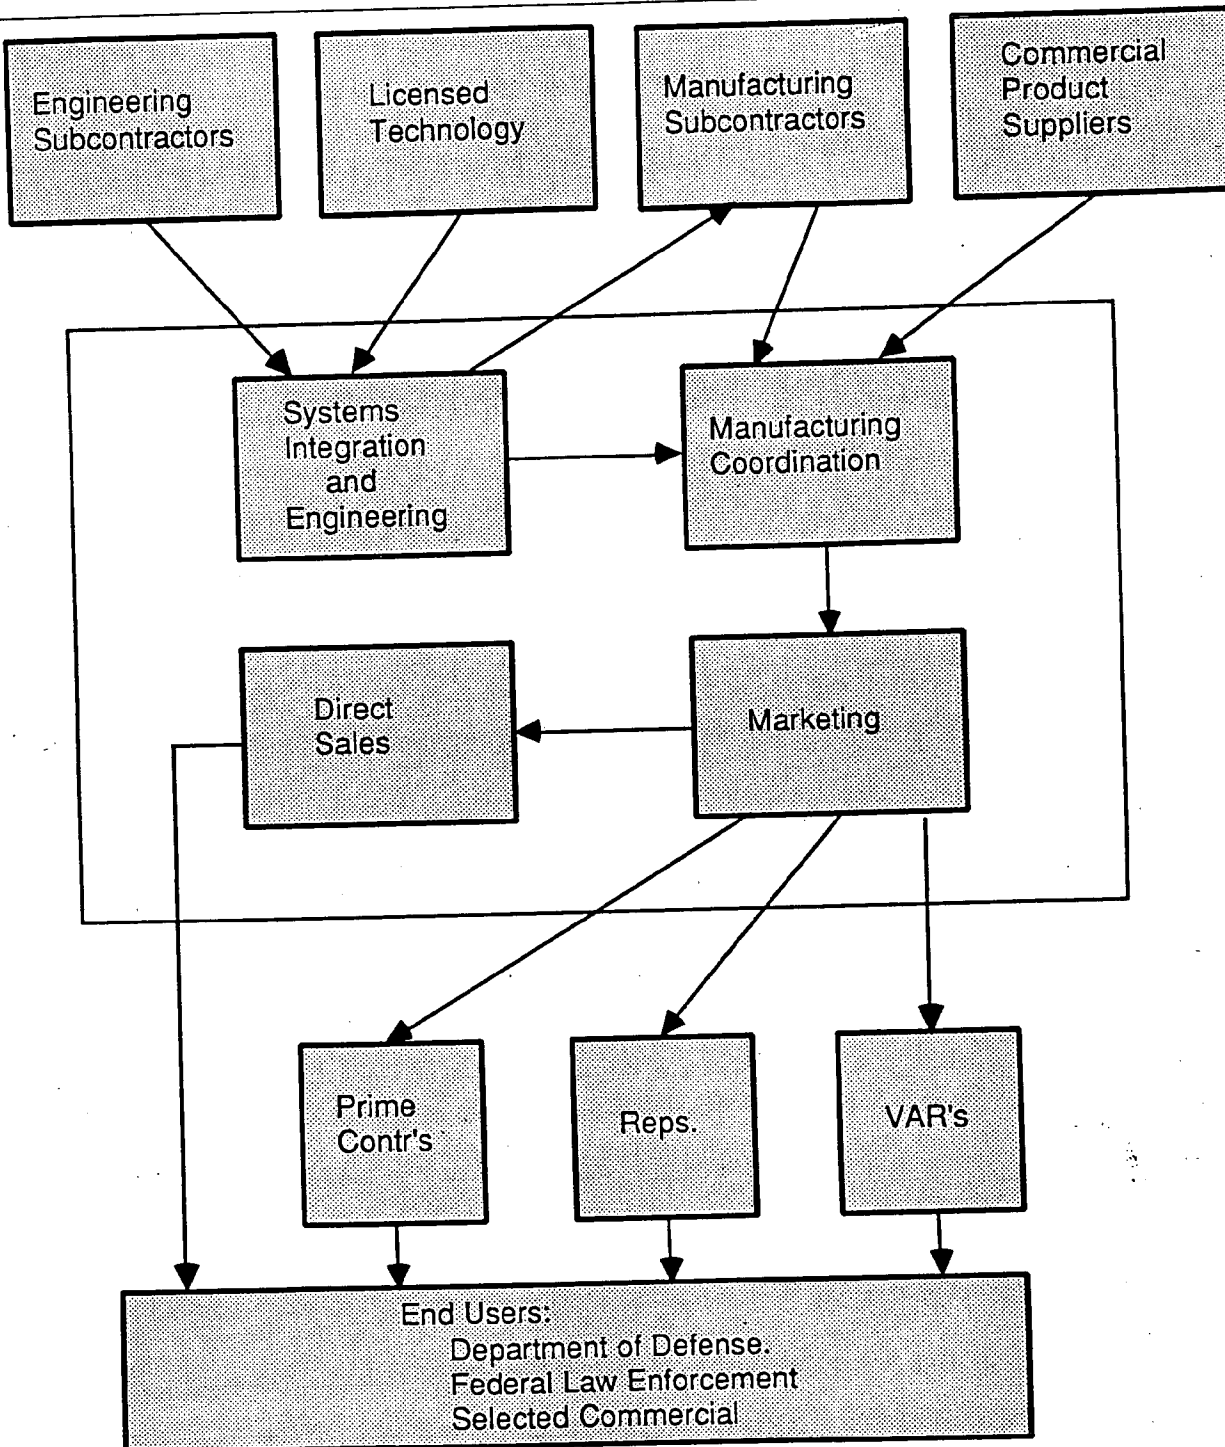 Engineering
Subcontractors
Licensed
Technology
Manufacturing
Subcontractors
Commercial
Product
Suppliers
Systems
Integration
and
Engineering
Manufacturing
Coordination
Direct
Sales
Marketing
Prime
Contr's
Reps.
VAR's
End Users:
Department of Defense.
Federal Law Enforcement
Selected Commercial